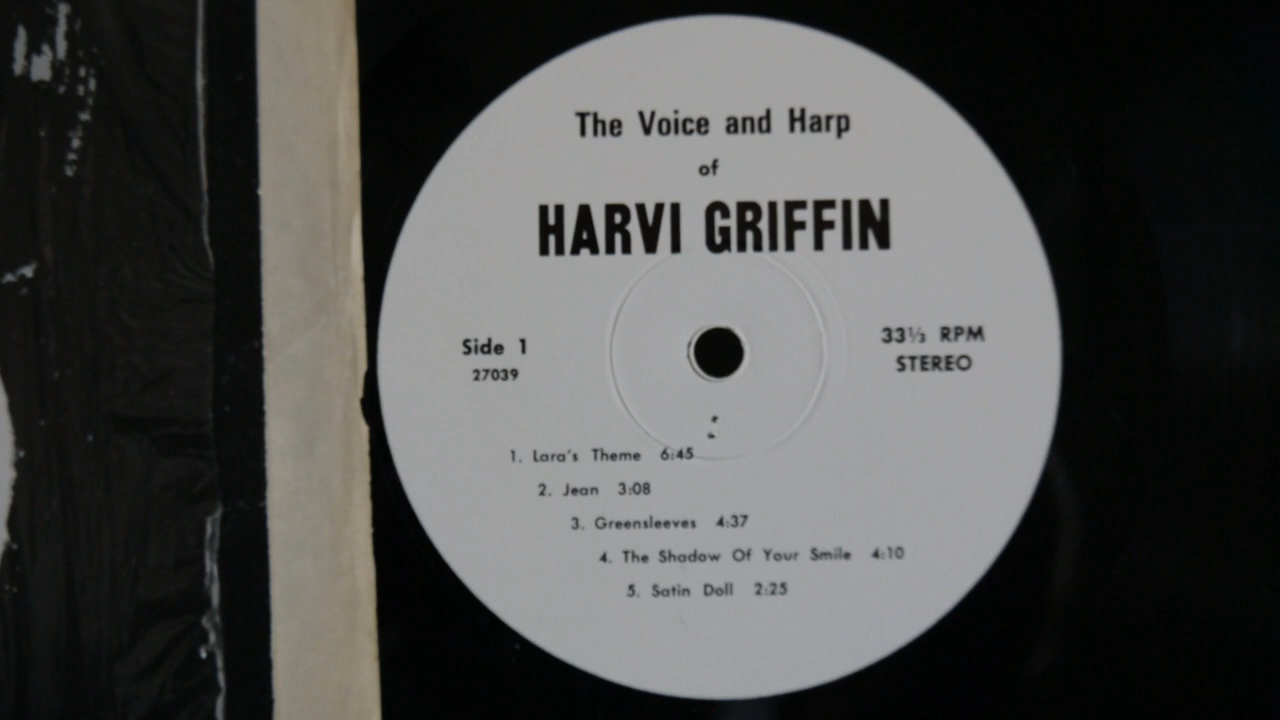 The Voice and Harp
of
HARVI GRIFFIN
Side 1
27039
33⅓ RPM
STEREO
1. Lara's Theme 6:45
2. Jean 3:08
3. Greensleeves 4:37
4. The Shadow Of Your Smile 4:10
5. Satin Doll 2:25